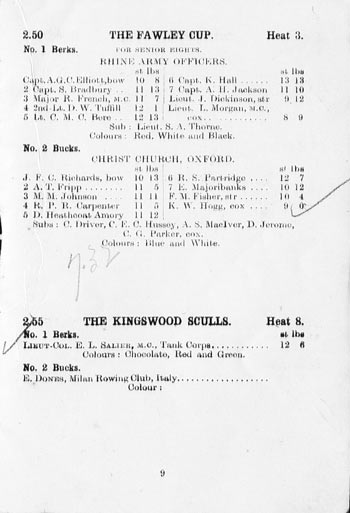 2.50 THE FAWLEY CUP. Heat 3.
No. 1 Berks. FOR SENIOR EIGHTS.
RHINE ARMY OFFICERS.
st lbs st lbs
Capt. A.G.C. Elliott, bow 10 8 6 Capt. K. Hall ...... 13 13
2 Capt. S. Bradbury .. 11 13 7 Capt. A. H. Jackson 11 10
3 Major R. French, M.C. 11 7 Lieut. J. Dickinson, str 9 12
4 2nd-Lt. D. W. Tuffill 12 1 Lieut. L. Morgan, M.C.,
5 Lt. C. M. C. Bore .. 12 13 cox .............. 8 9
Sub : Lieut. S. A. Thorne.
Colours : Red, White and Black.
No. 2 Bucks.
CHRIST CHURCH, OXFORD.
st lbs st lbs
J. F. C. Richards, bow 10 13 6 R. S. Partridge .... 12 7
2 A. T. Fripp ........ 11 5 7 E. Majoribanks .... 10 12
3 M. M. Johnson .... 11 11 F. M. Fisher, str .... 10 4
4 R. P. R. Carpenter 11 5 K. W. Hogg, cox .... 9 0
5 D. Heathcoat Amory 11 12
Subs : C. Driver, C. E. C. Hussey, A. S. MacIver, D. Jerome,
C. G. Parker, cox.
Colours : Blue and White.
7.32
2.55 THE KINGSWOOD SCULLS. Heat 8.
No. 1 Berks. st lbs
LIEUT-COL. E. L. SALIER, M.C., Tank Corps............ 12 6
Colours : Chocolate, Red and Green.
No. 2 Bucks.
E. DONES, Milan Rowing Club, Italy..................
Colour :
9